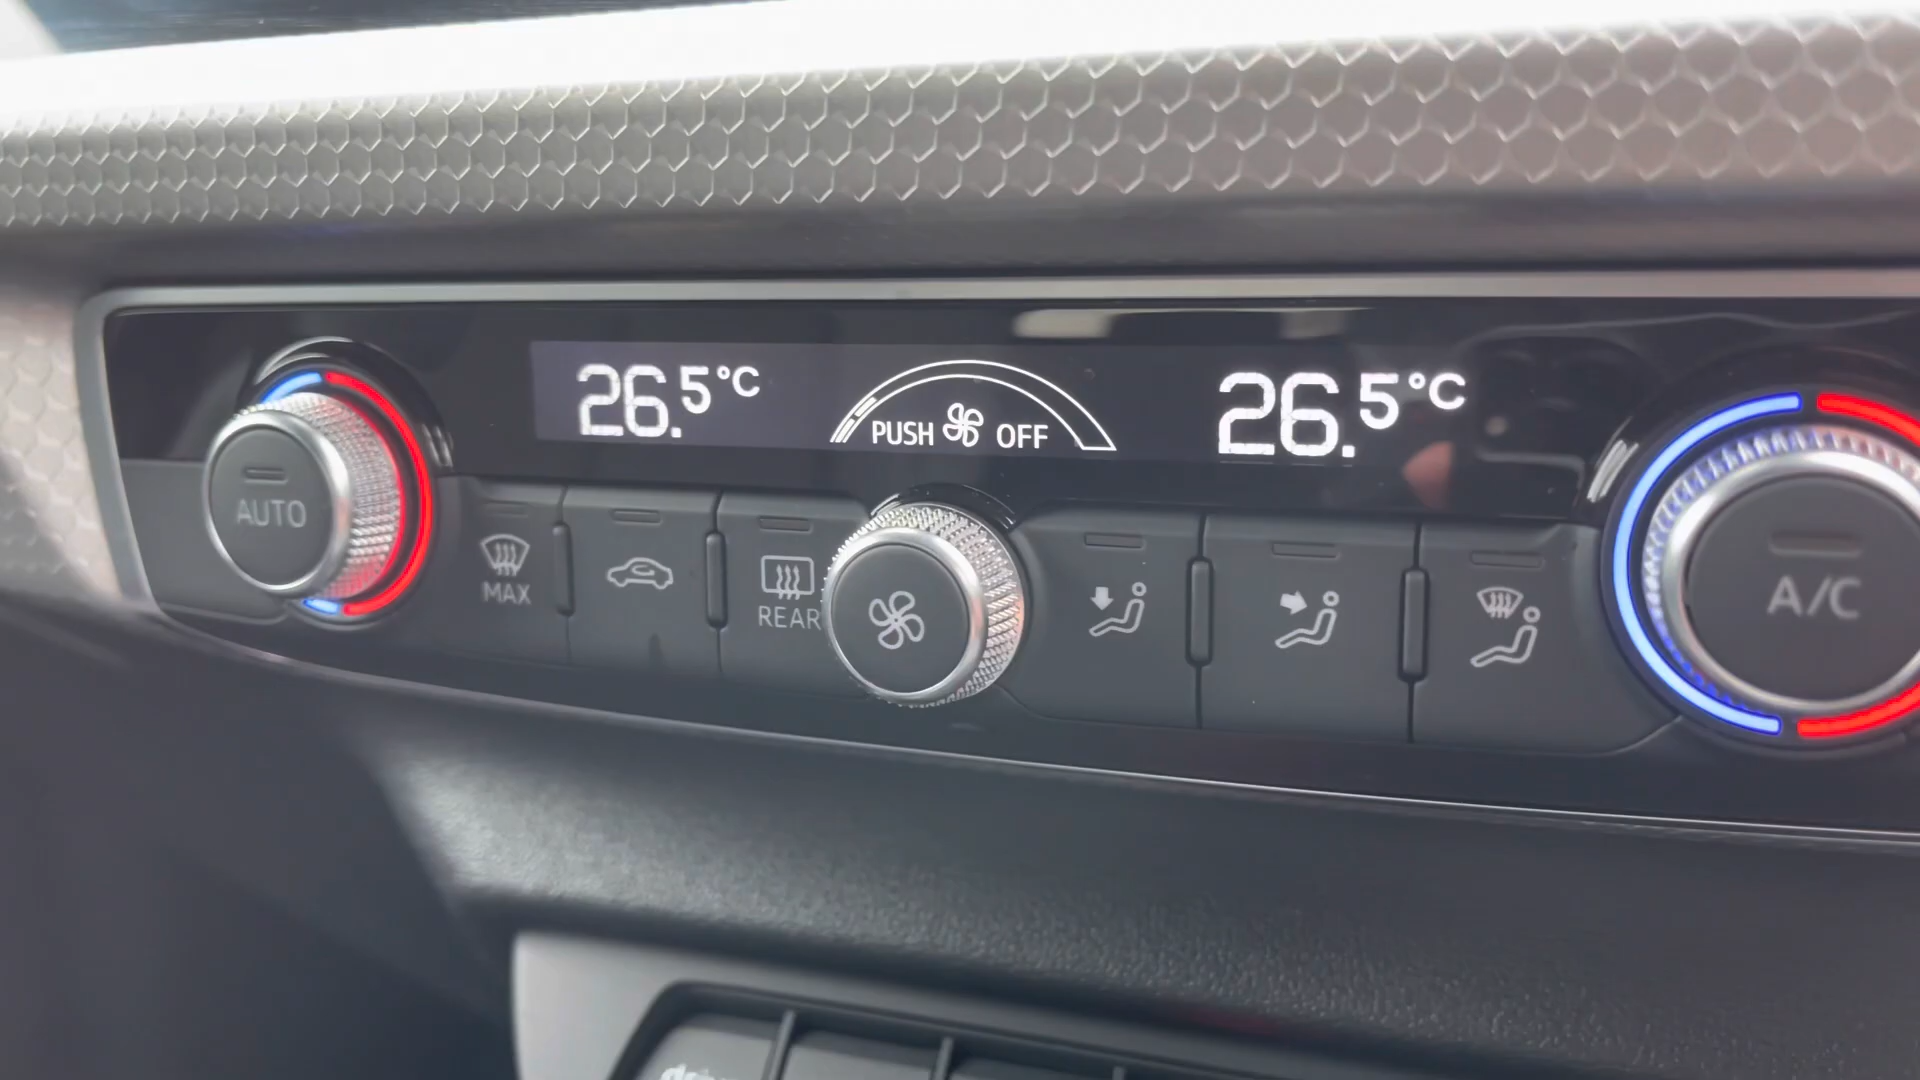 26.5°C
PUSH OFF
26.5°C
AUTO
MAX
REAR
A/C